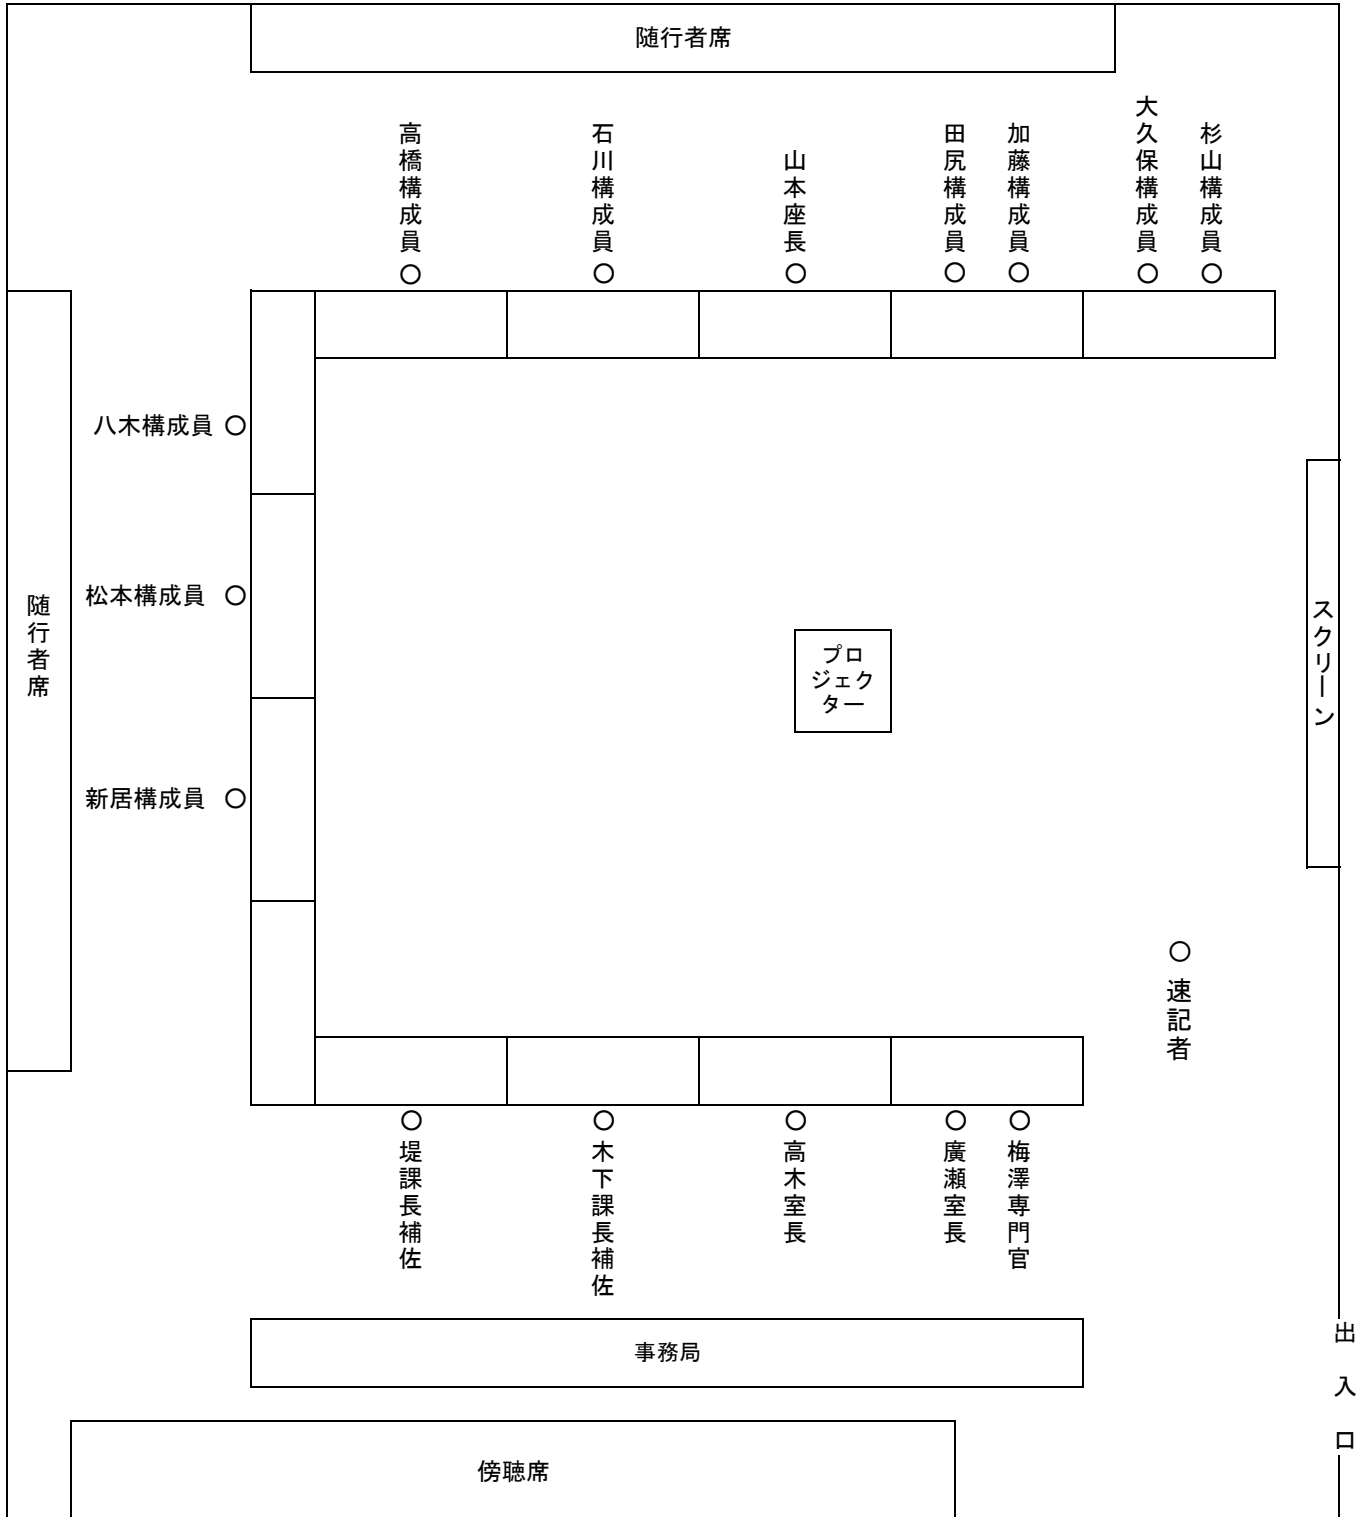 随行者席
高橋構成員
石川構成員
山本座長
田尻構成員
加藤構成員
大久保構成員
杉山構成員
八木構成員
松本構成員
新居構成員
随行者席
プロ
ジェク
ター
スクリーン
速記者
堤課長補佐
木下課長補佐
高木室長
廣瀬室長
梅澤専門官
事務局
出入口
傍聴席